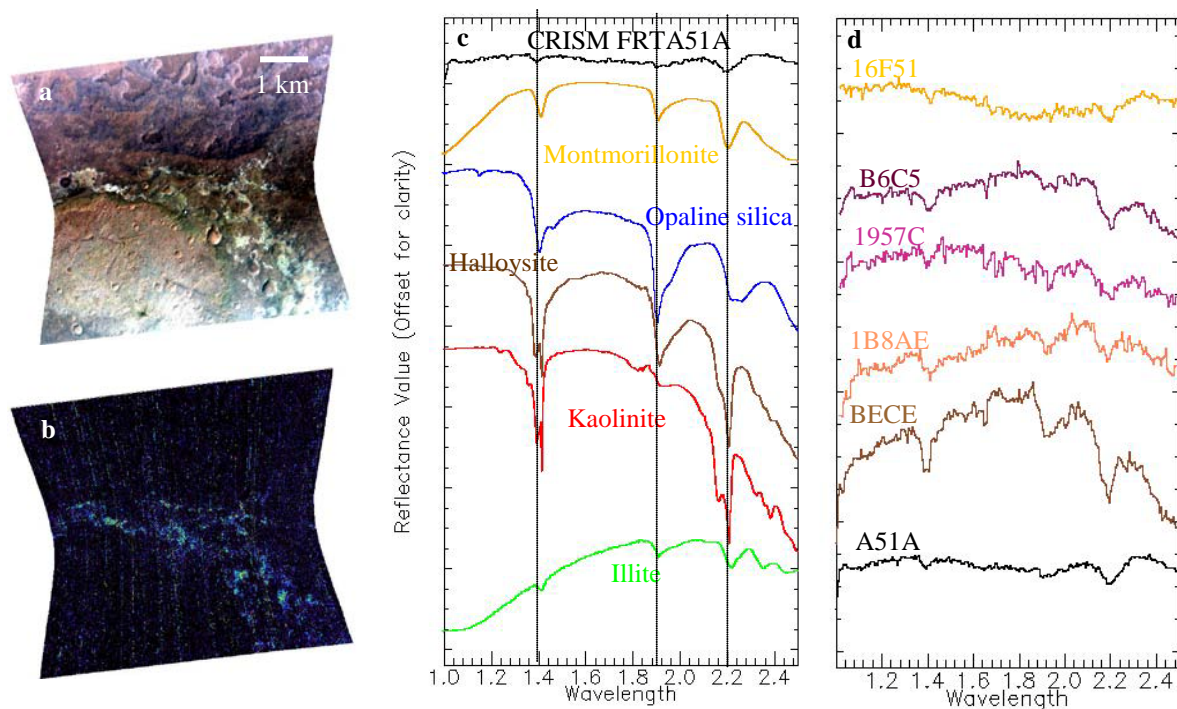 a
1 km
b
c
CRISM FRTA51A
Montmorillonite
Opaline silica
Halloysite
Kaolinite
Illite
Reflectance Value (Offset for clarity)
1.0 1.2 1.4 1.6 1.8 2.0 2.2 2.4
Wavelength
d
16F51
B6C5
1957C
1B8AE
BECE
A51A
1.2 1.4 1.6 1.8 2.0 2.2 2.4
Wavelength